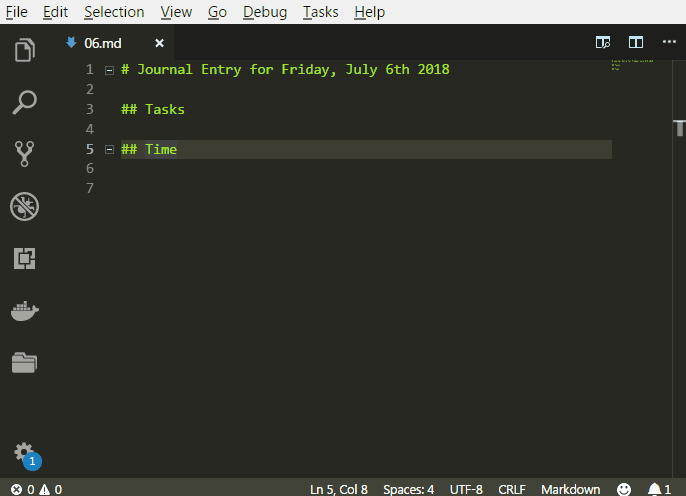 File Edit Selection View Go Debug Tasks Help
06.md
1 # Journal Entry for Friday, July 6th 2018
2
3 ## Tasks
4
5 ## Time
6
7
1
0 0 Ln 5, Col 8 Spaces: 4 UTF-8 CRLF Markdown 1